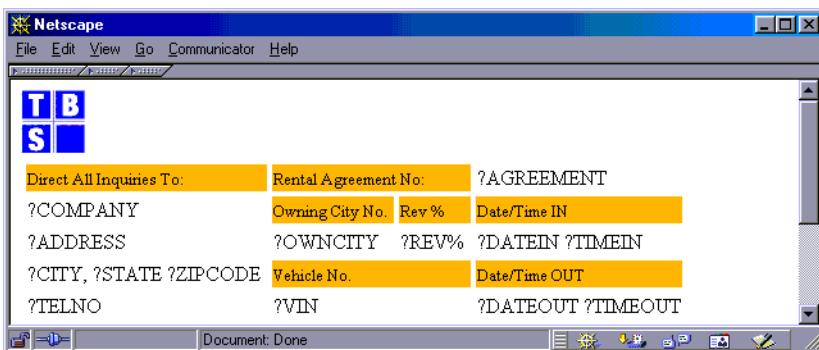 Netscape
File Edit View Go Communicator Help
T B
S
Direct All Inquiries To: Rental Agreement No: ?AGREEMENT
?COMPANY Owning City No. Rev % Date/Time IN
?ADDRESS ?OWNCITY ?REV% ?DATEIN ?TIMEIN
?CITY, ?STATE ?ZIPCODE Vehicle No. Date/Time OUT
?TELNO ?VIN ?DATEOUT ?TIMEOUT
Document: Done